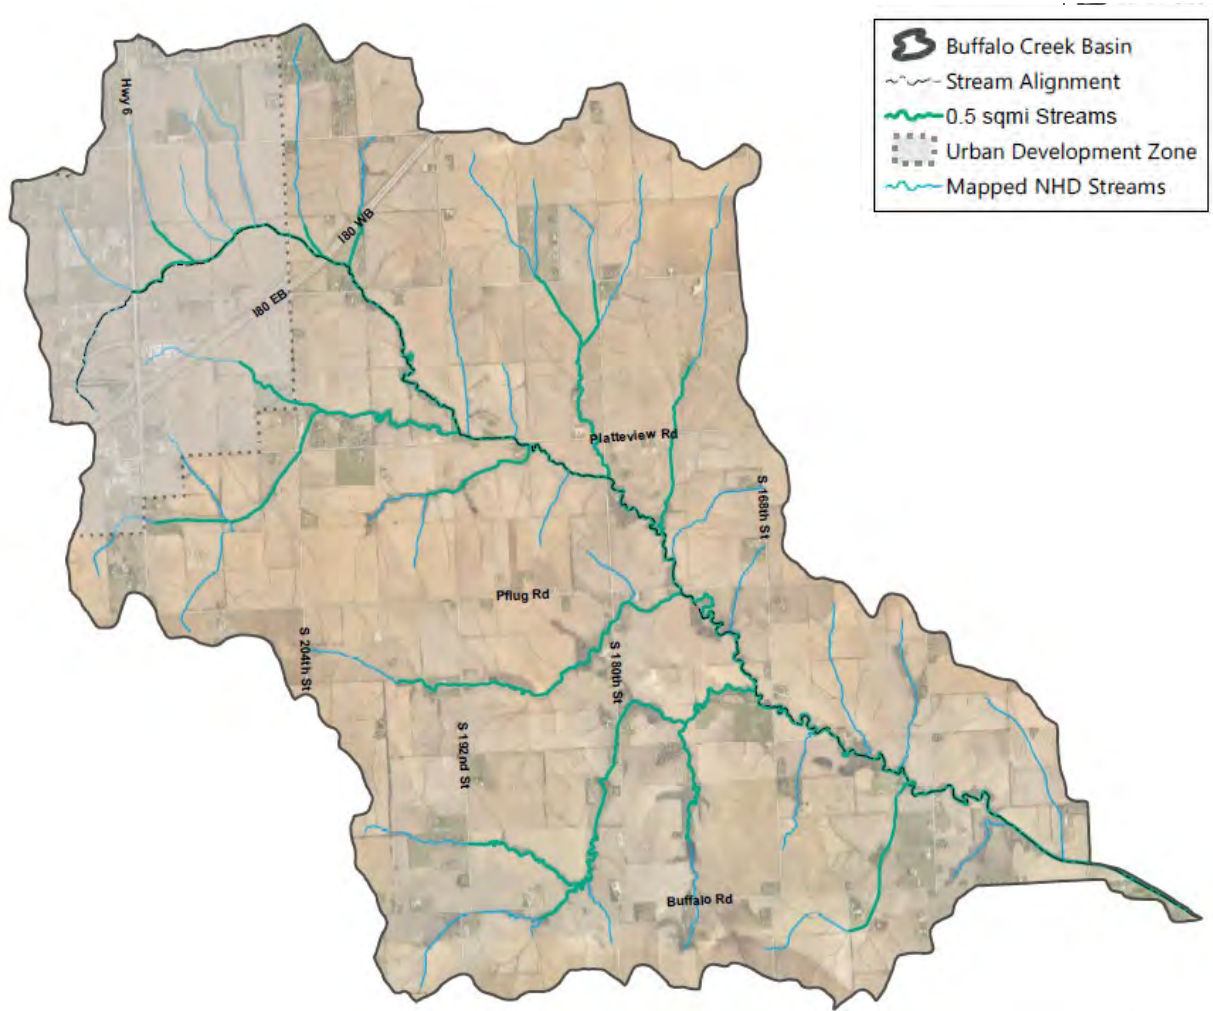 Buffalo Creek Basin
Stream Alignment
0.5 sqmi Streams
Urban Development Zone
Mapped NHD Streams
Hwy 6
I80 WB
I80 EB
Platteview Rd
S 168th St
Pflug Rd
S 204th St
S 180th St
S 192nd St
Buffalo Rd